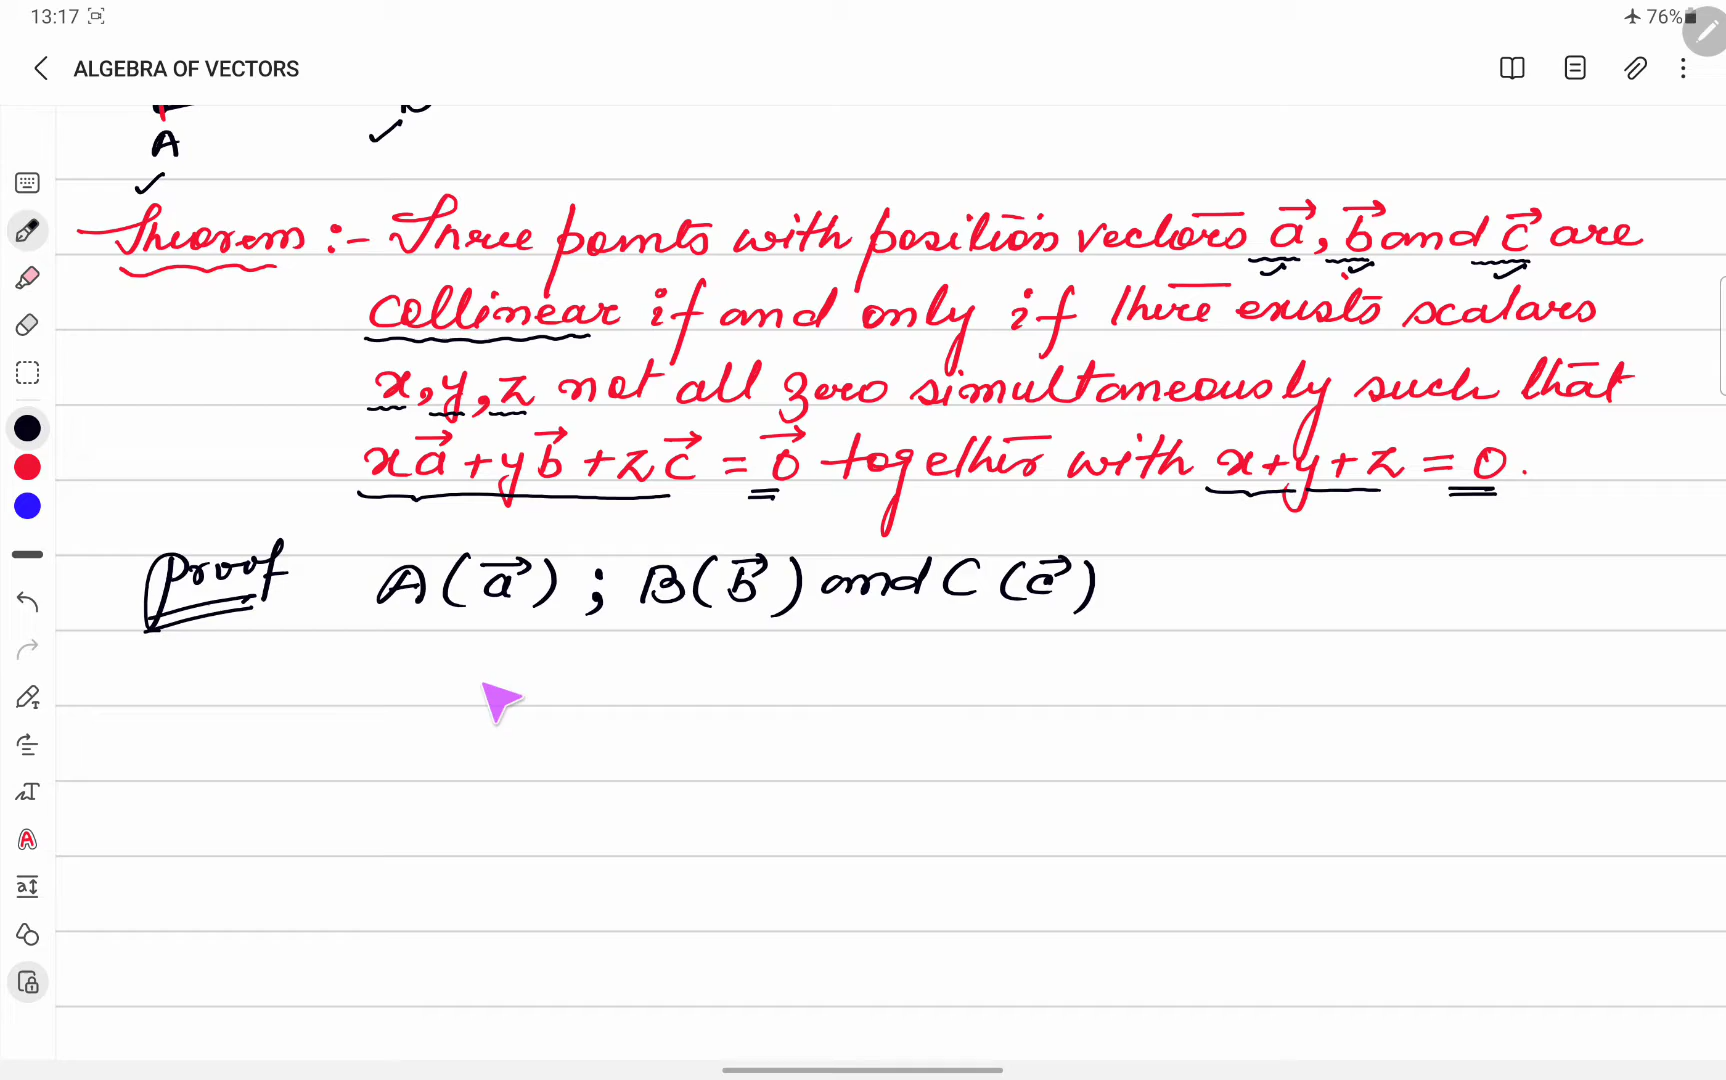 13:17
76%
ALGEBRA OF VECTORS
A
Theorem :- Three points with position vectors a⃗, b⃗ and c⃗ are
collinear if and only if there exists scalars
x, y, z not all zero simultaneously such that
xa⃗ + yb⃗ + zc⃗ = 0⃗ together with x+y+z = 0.
Proof A(a⃗) ; B(b⃗) and C(c⃗)